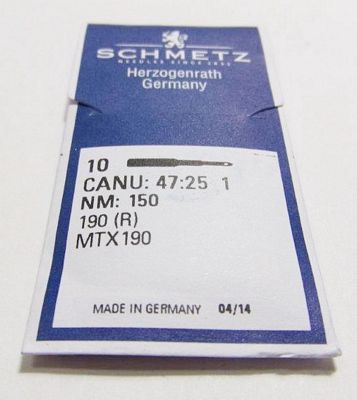 SCHMETZ
NEEDLES SINCE 1851
Herzogenrath
Germany
10
CANU: 47:25 1
NM: 150
190 (R)
MTX190
MADE IN GERMANY 04/14